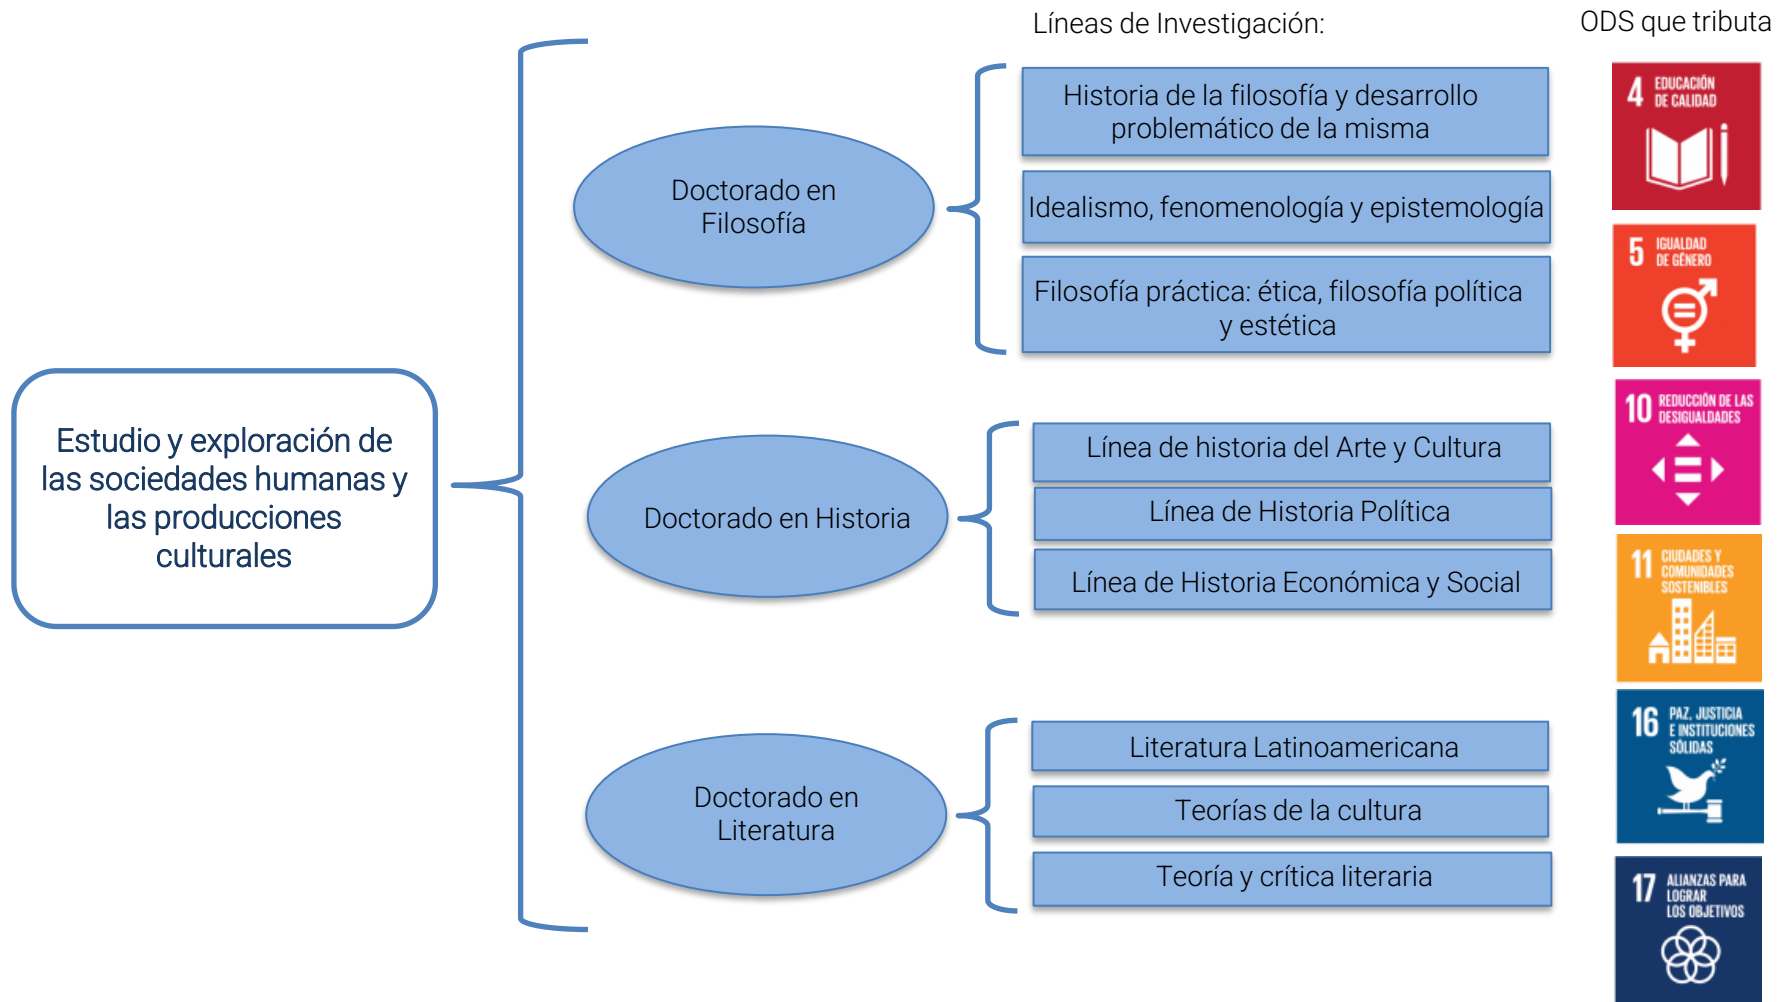 Líneas de Investigación:
ODS que tributa
Estudio y exploración de
las sociedades humanas y
las producciones
culturales
Doctorado en
Filosofía
Historia de la filosofía y desarrollo
problemático de la misma
Idealismo, fenomenología y epistemología
Filosofía práctica: ética, filosofía política
y estética
Doctorado en Historia
Línea de historia del Arte y Cultura
Línea de Historia Política
Línea de Historia Económica y Social
Doctorado en
Literatura
Literatura Latinoamericana
Teorías de la cultura
Teoría y crítica literaria
4 EDUCACIÓN
DE CALIDAD
5 IGUALDAD
DE GÉNERO
10 REDUCCIÓN DE LAS
DESIGUALDADES
11 CIUDADES Y
COMUNIDADES
SOSTENIBLES
16 PAZ, JUSTICIA
E INSTITUCIONES
SÓLIDAS
17 ALIANZAS PARA
LOGRAR
LOS OBJETIVOS